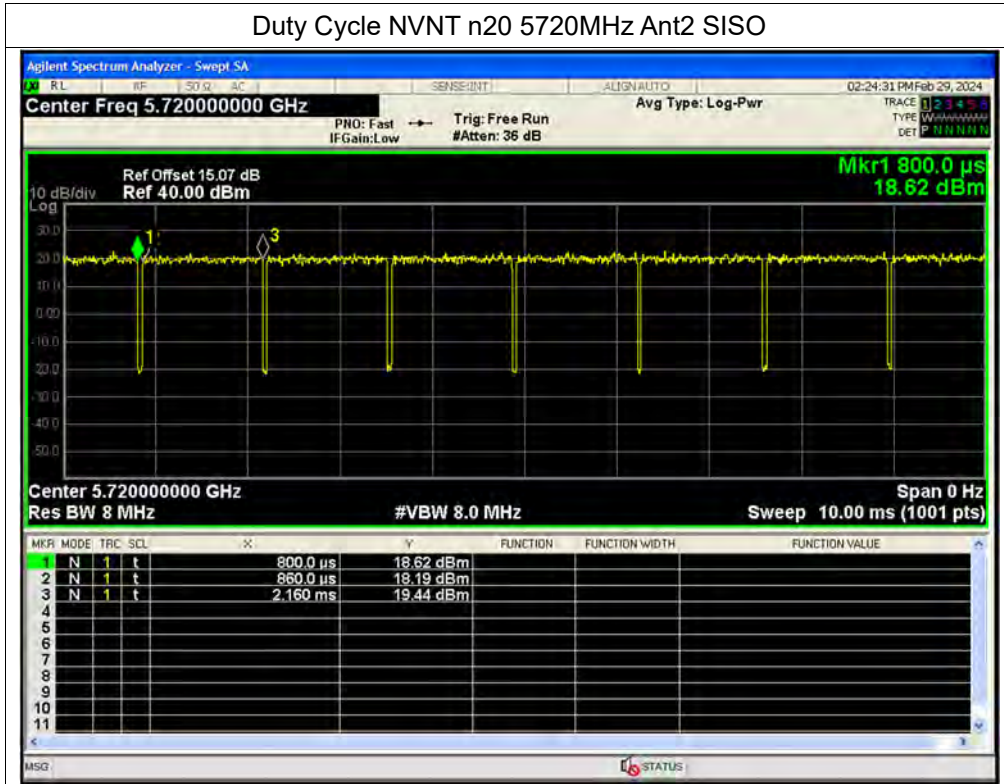 Duty Cycle NVNT n20 5720MHz Ant2 SISO
Agilent Spectrum Analyzer - Swept SA
RL RF 50 Ω AC SENSE:INT ALIGN AUTO 02:24:31 PM Feb 29, 2024
Center Freq 5.720000000 GHz Avg Type: Log-Pwr TRACE 1 2 3 4 5 6
PNO: Fast Trig: Free Run TYPE W
IFGain:Low #Atten: 36 dB DET P N N N N N
Mkr1 800.0 µs
Ref Offset 15.07 dB 18.62 dBm
10 dB/div Ref 40.00 dBm
Log
30.0
1 3
20.0
10.0
0.00
-10.0
-20.0
-30.0
-40.0
-50.0
Center 5.720000000 GHz Span 0 Hz
Res BW 8 MHz #VBW 8.0 MHz Sweep 10.00 ms (1001 pts)
MKR MODE TRC SCL X Y FUNCTION FUNCTION WIDTH FUNCTION VALUE
1 N 1 t 800.0 µs 18.62 dBm
2 N 1 t 860.0 µs 18.19 dBm
3 N 1 t 2.160 ms 19.44 dBm
4
5
6
7
8
9
10
11
MSG STATUS